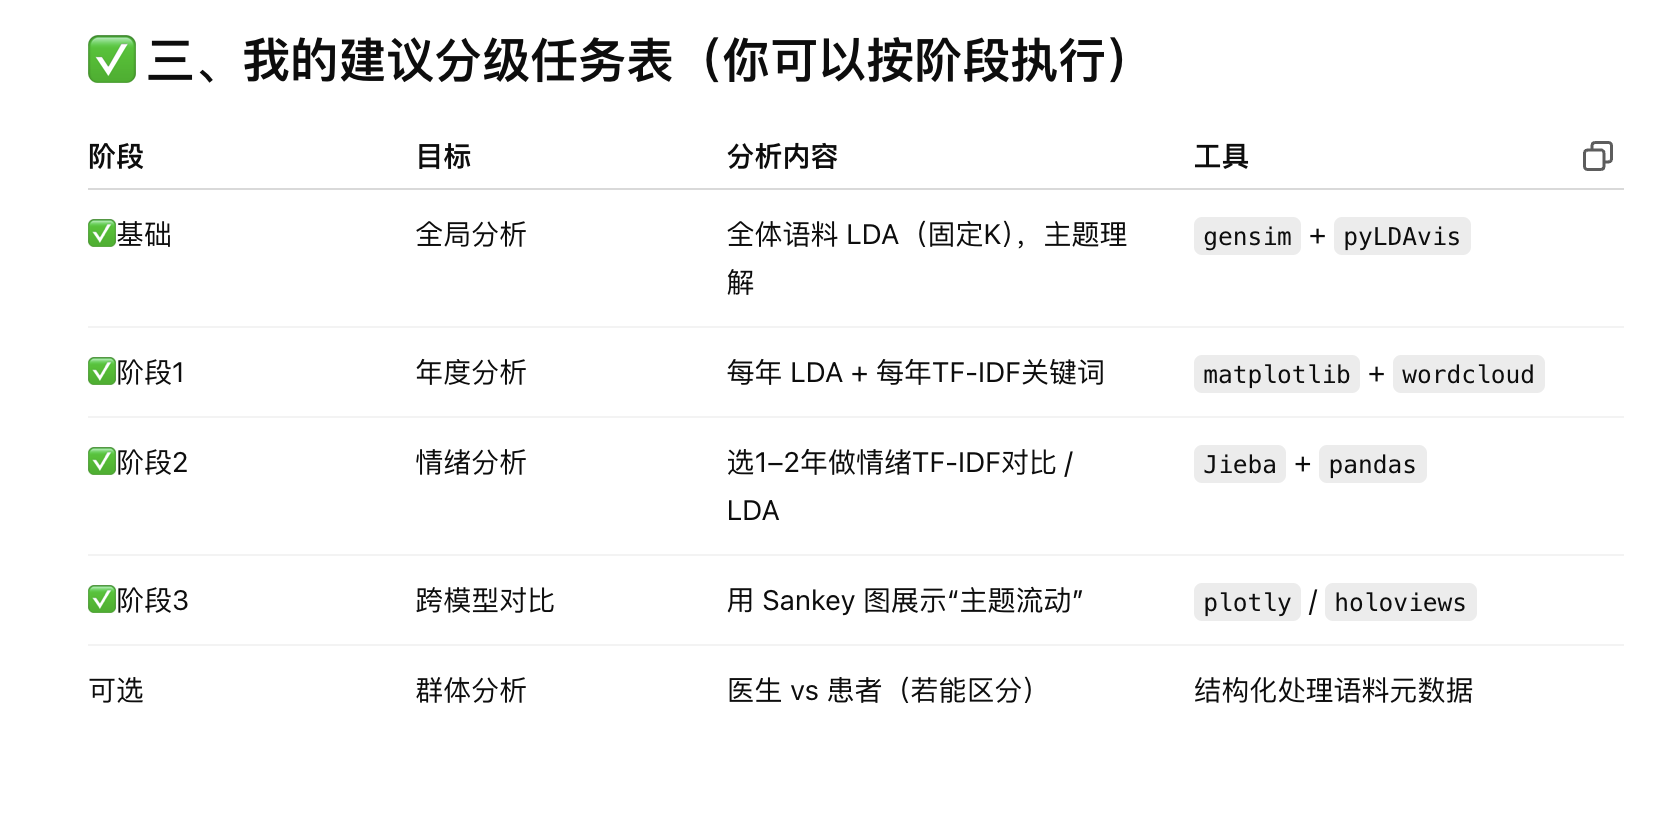 ✅ 三、我的建议分级任务表（你可以按阶段执行）
阶段 目标 分析内容 工具
✅基础 全局分析 全体语料 LDA（固定K），主题理 gensim + pyLDAvis
解
✅阶段1 年度分析 每年 LDA + 每年TF-IDF关键词 matplotlib + wordcloud
✅阶段2 情绪分析 选1–2年做情绪TF-IDF对比 / Jieba + pandas
LDA
✅阶段3 跨模型对比 用 Sankey 图展示“主题流动” plotly / holoviews
可选 群体分析 医生 vs 患者（若能区分） 结构化处理语料元数据